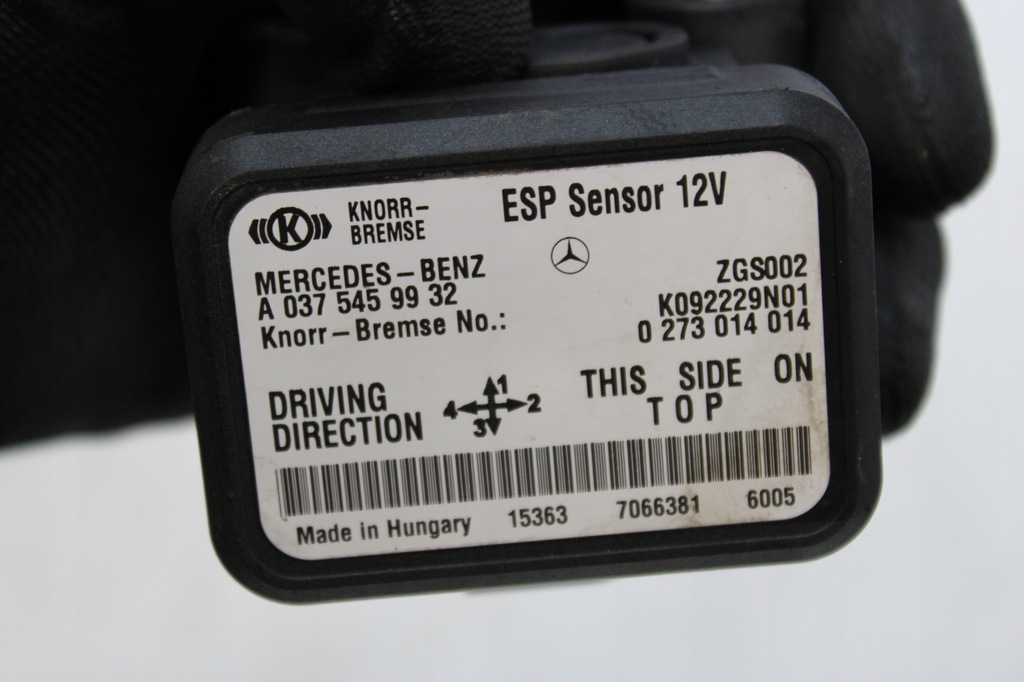 K KNORR-
BREMSE
ESP Sensor 12V
MERCEDES-BENZ
A 037 545 99 32
Knorr-Bremse No.:
ZGS002
K092229N01
0 273 014 014
DRIVING
DIRECTION
1
4 2
3
THIS SIDE ON
TOP
Made in Hungary 15363 7066381 6005